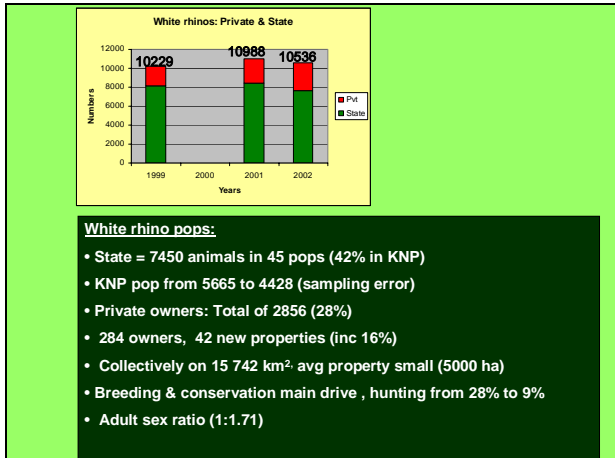 White rhinos: Private & State
12000
10000
8000
6000
4000
2000
0
Numbers
10229
10988
10536
1999 2000 2001 2002
Years
Pvt
State
White rhino pops:
• State = 7450 animals in 45 pops (42% in KNP)
• KNP pop from 5665 to 4428 (sampling error)
• Private owners: Total of 2856 (28%)
• 284 owners, 42 new properties (inc 16%)
• Collectively on 15 742 km², avg property small (5000 ha)
• Breeding & conservation main drive , hunting from 28% to 9%
• Adult sex ratio (1:1.71)